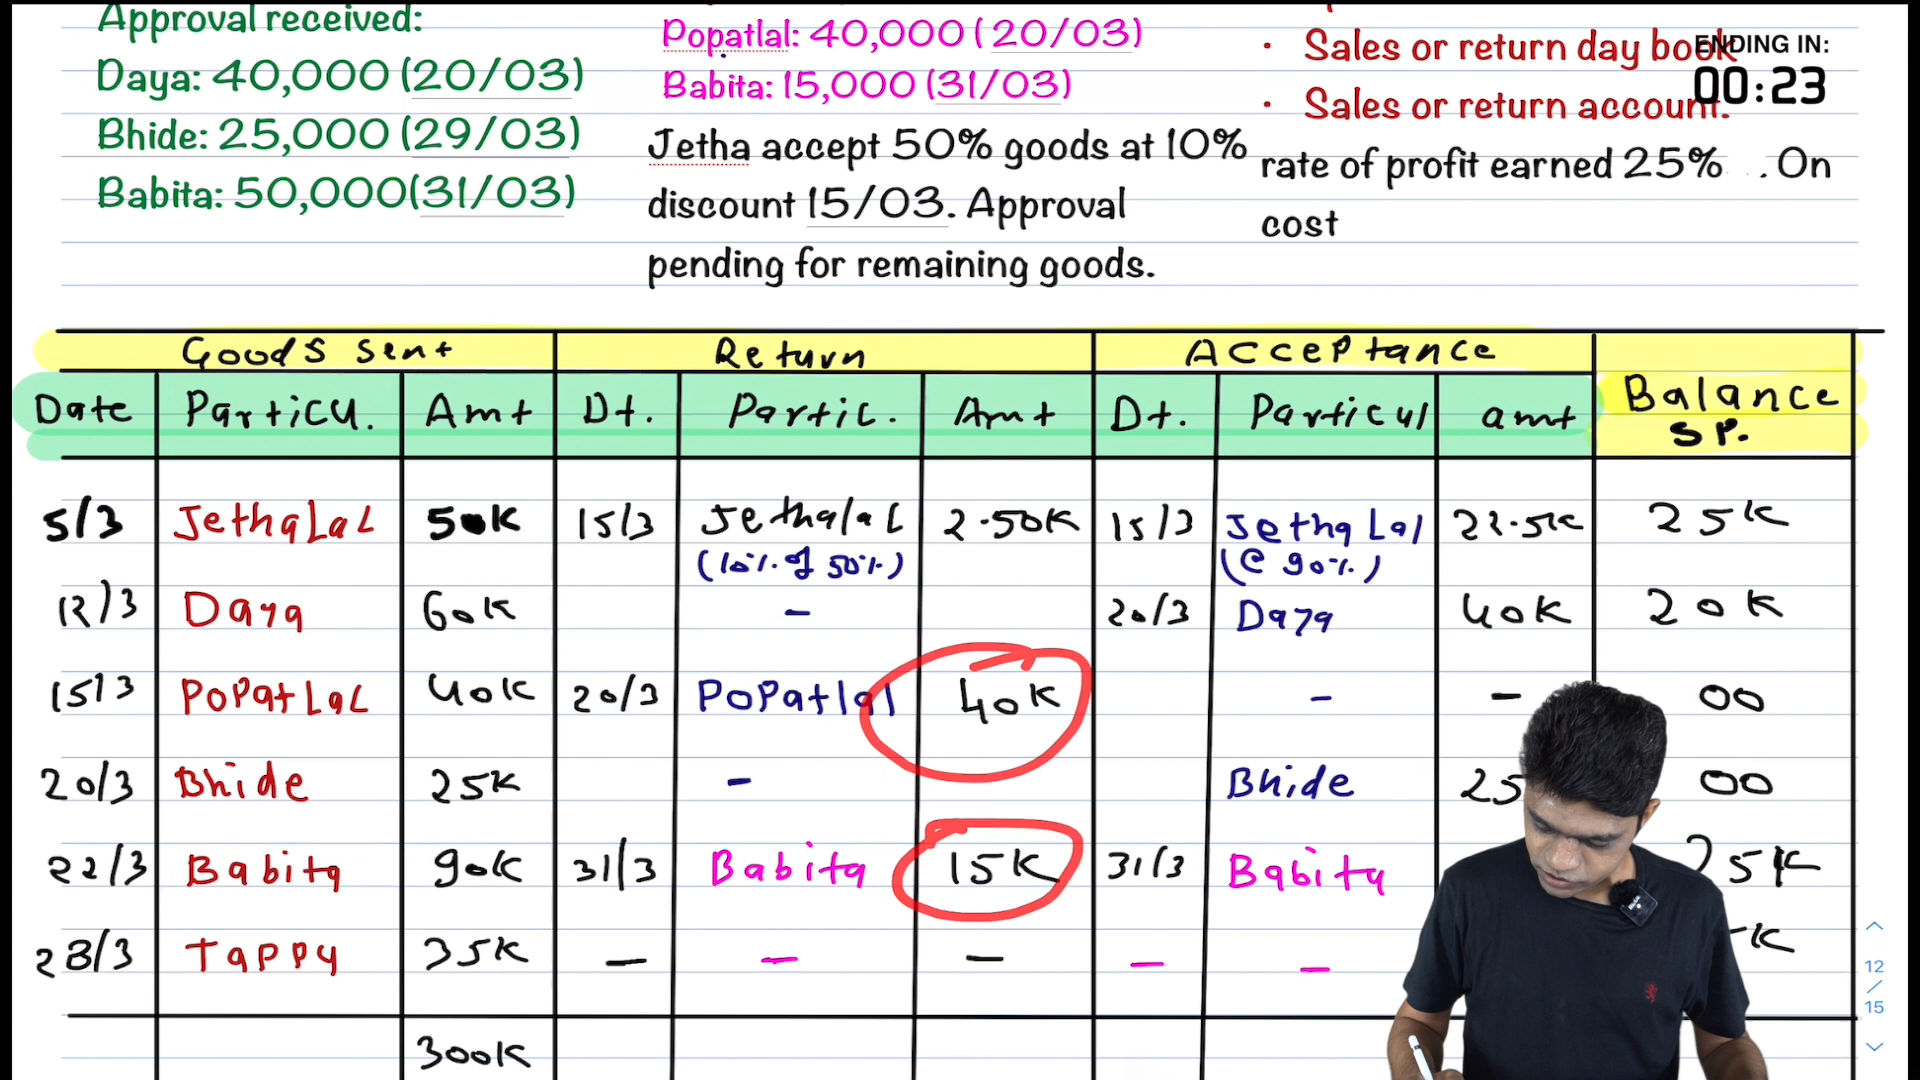 Approval received:
Daya: 40,000 (20/03)
Bhide: 25,000 (29/03)
Babita: 50,000(31/03)
Popatlal: 40,000 (20/03)
Babita: 15,000 (31/03)
Jetha accept 50% goods at 10%
discount 15/03. Approval
pending for remaining goods.
· Sales or return day book
· Sales or return account.
rate of profit earned 25% . On
cost
ENDING IN:
00:23
Goods Sent Return Acceptance
Date Particu. Amt Dt. Partic. Amt Dt. Particul amt Balance SP.
5/3 Jethalal 50K 15/3 Jethalal 2.50K 15/3 Jethalal 22.5K 25K
(10% of 50%) (@ 90%)
12/3 Daya 60K - 20/3 Daya 40K 20K
15/3 Popatlal 40K 20/3 Popatlal 40K - - 00
20/3 Bhide 25K - Bhide 25 00
22/3 Babita 90K 31/3 Babita 15K 31/3 Babita 25K
28/3 Tappy 35K - - - - - K
300K
12
/
15